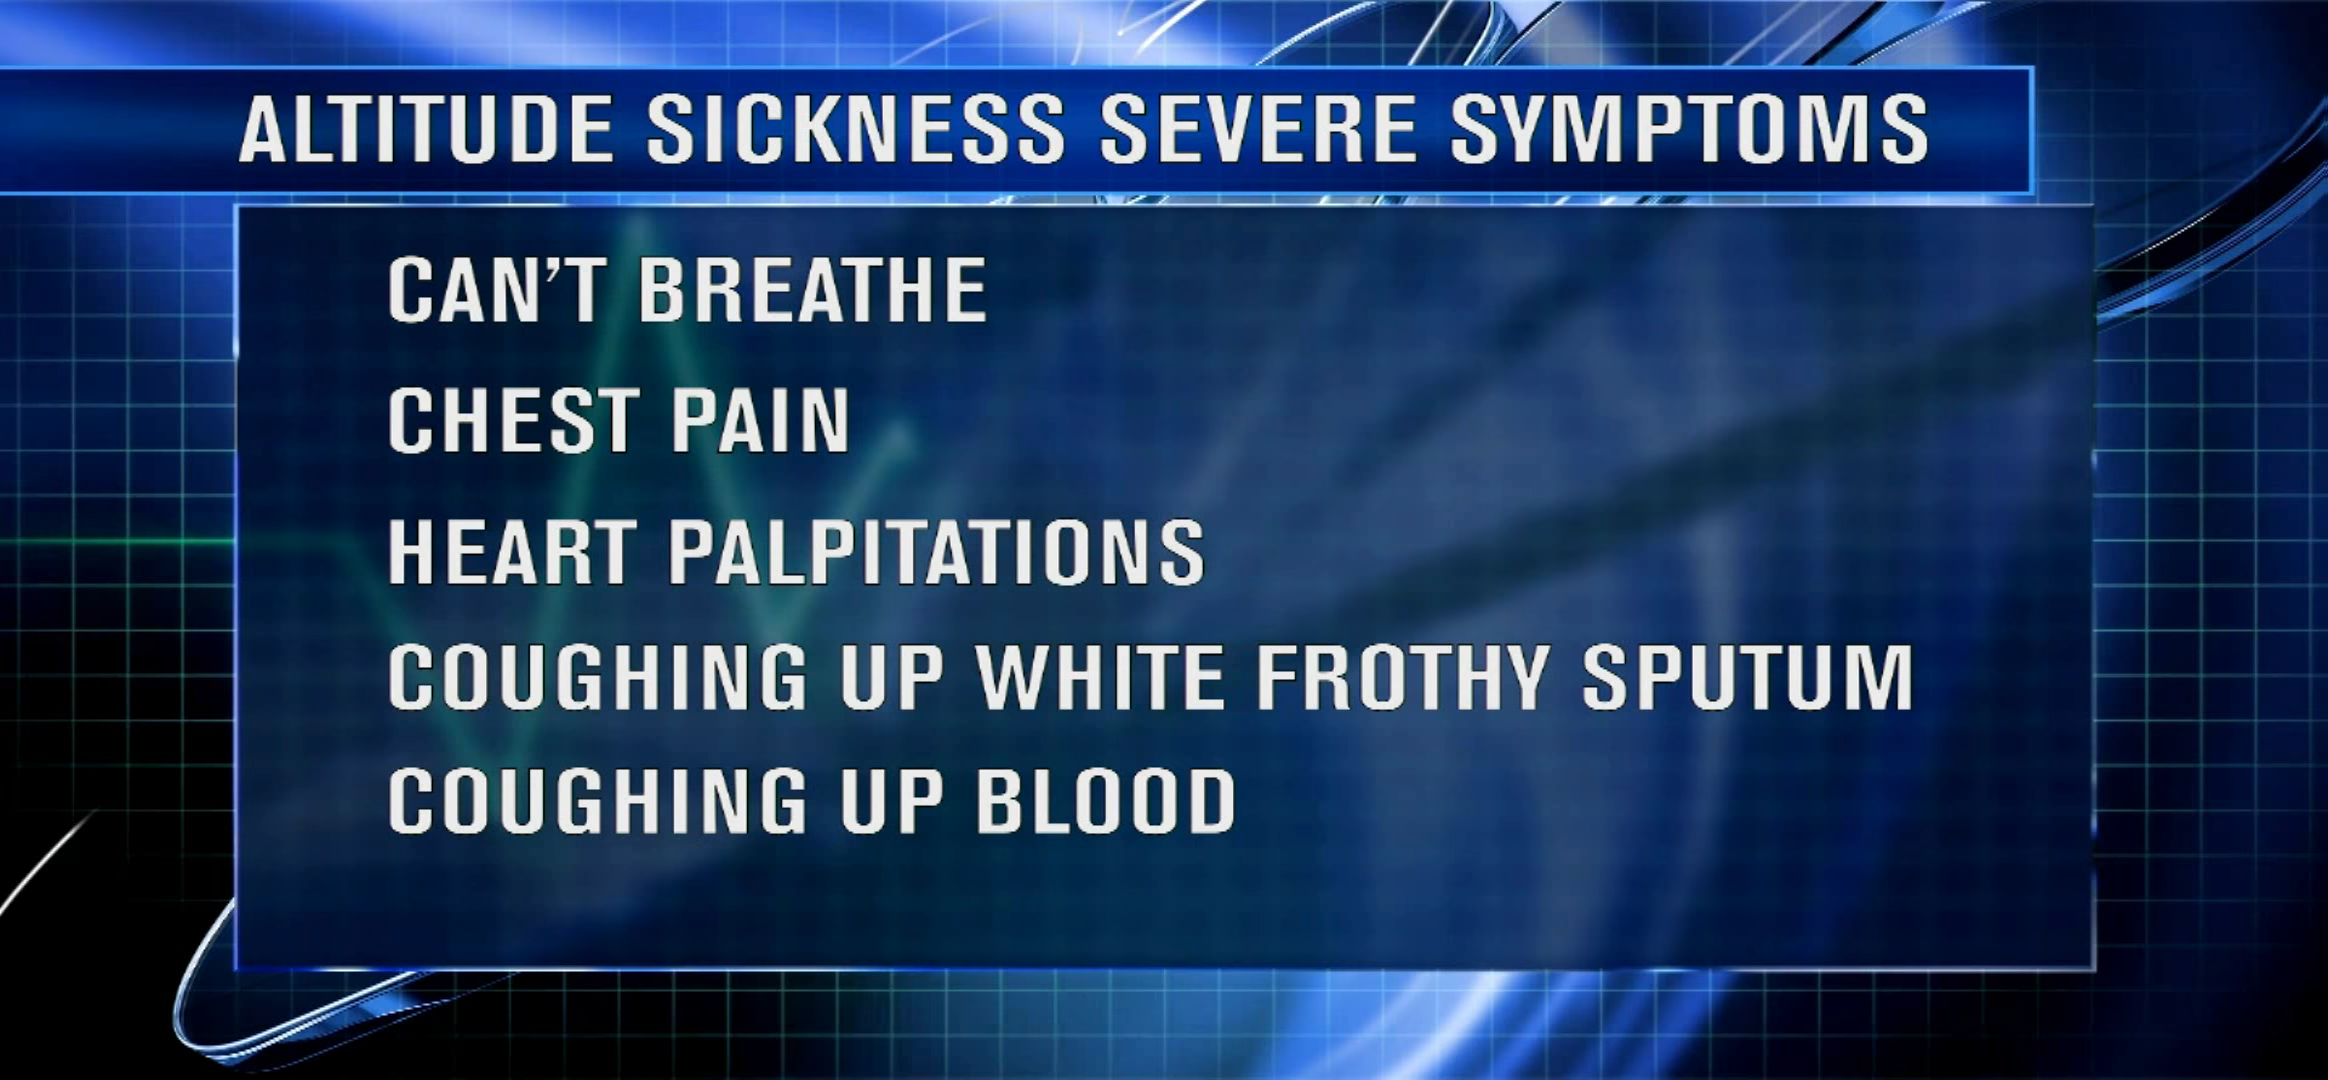 ALTITUDE SICKNESS SEVERE SYMPTOMS
CAN'T BREATHE
CHEST PAIN
HEART PALPITATIONS
COUGHING UP WHITE FROTHY SPUTUM
COUGHING UP BLOOD